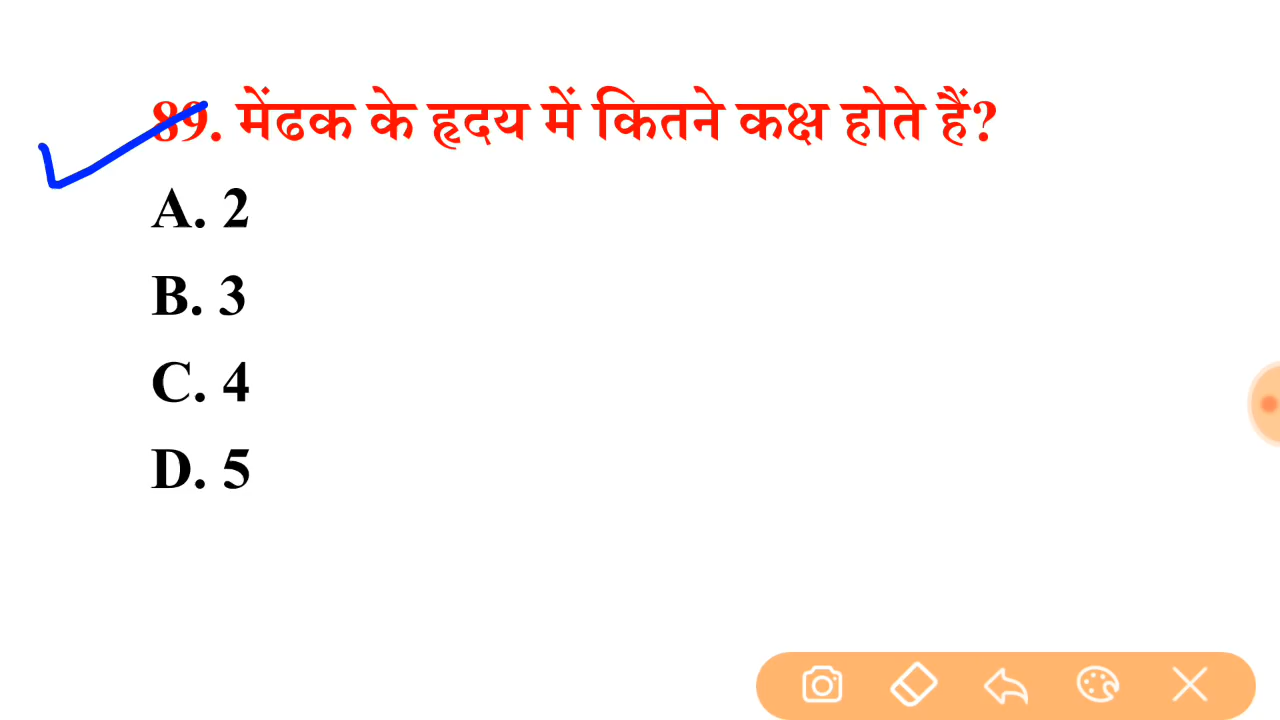 89. मेंढक के हृदय में कितने कक्ष होते हैं?
A. 2
B. 3
C. 4
D. 5